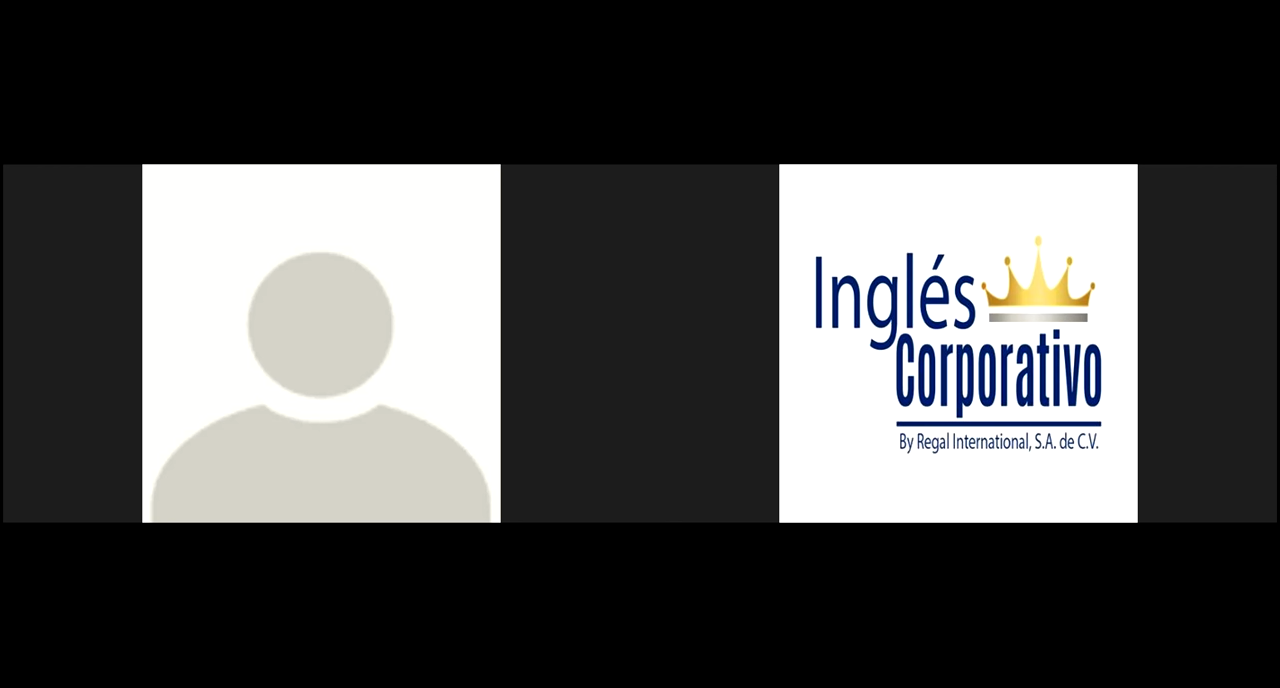 Inglés
Corporativo
By Regal International, S.A. de C.V.